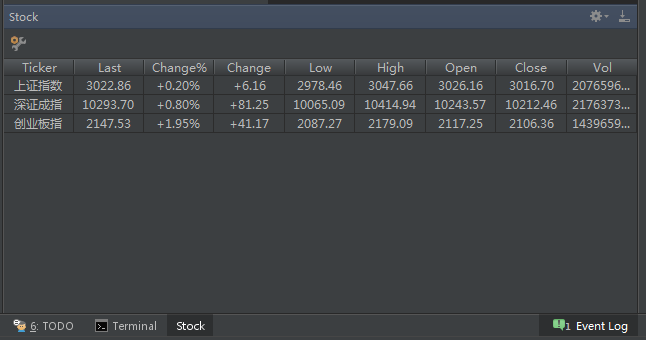 Stock
Ticker Last Change% Change Low High Open Close Vol
上证指数 3022.86 +0.20% +6.16 2978.46 3047.66 3026.16 3016.70 2076596...
深证成指 10293.70 +0.80% +81.25 10065.09 10414.94 10243.57 10212.46 2176373...
创业板指 2147.53 +1.95% +41.17 2087.27 2179.09 2117.25 2106.36 1439659...
6: TODO Terminal Stock 1 Event Log